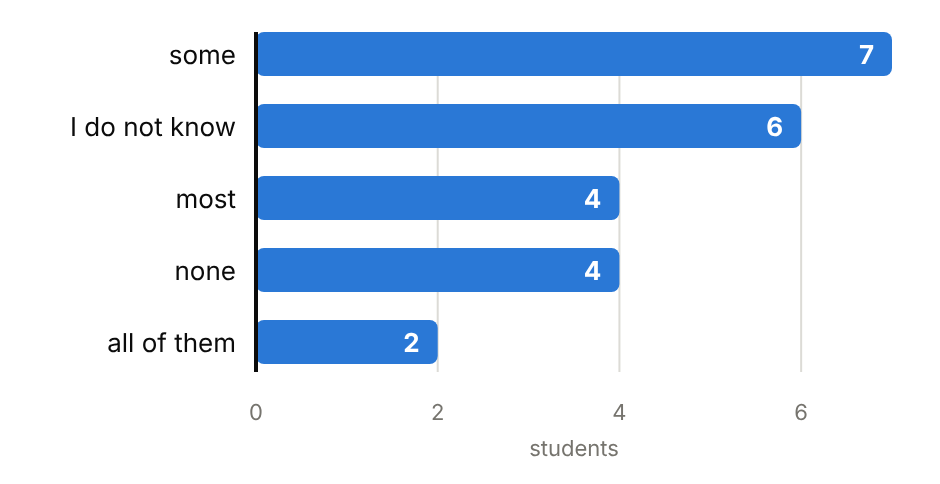 some 7
I do not know 6
most 4
none 4
all of them 2
0 2 4 6
students